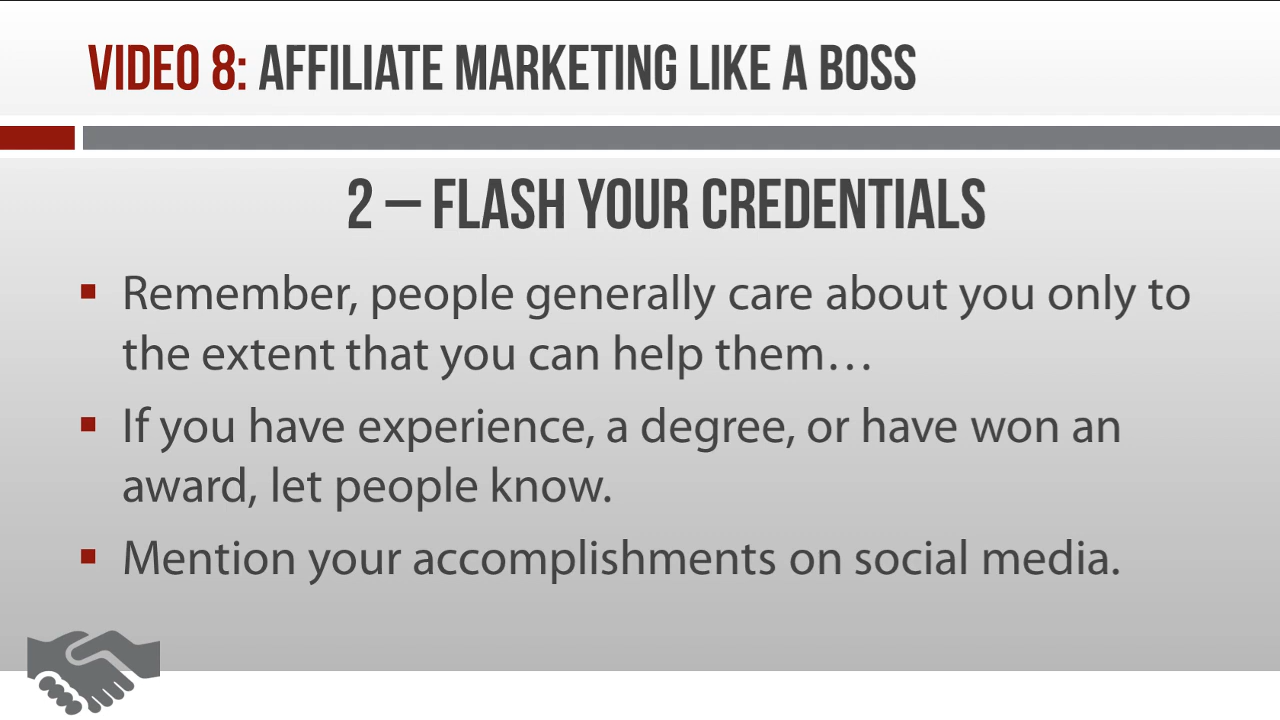 VIDEO 8: AFFILIATE MARKETING LIKE A BOSS
2 – FLASH YOUR CREDENTIALS
▪ Remember, people generally care about you only to
the extent that you can help them…
▪ If you have experience, a degree, or have won an
award, let people know.
▪ Mention your accomplishments on social media.